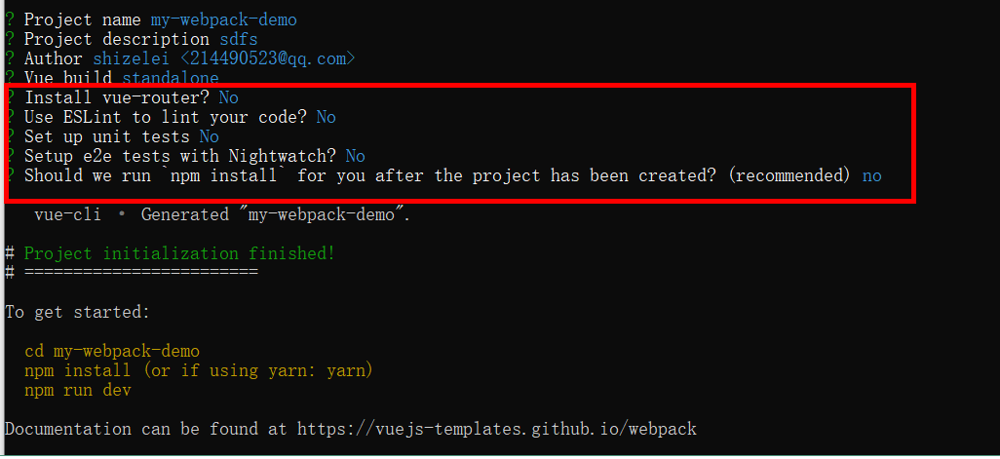 ? Project name my-webpack-demo
? Project description sdfs
? Author shizelei <214490523@qq.com>
? Vue build standalone
? Install vue-router? No
? Use ESLint to lint your code? No
? Set up unit tests No
? Setup e2e tests with Nightwatch? No
? Should we run `npm install` for you after the project has been created? (recommended) no
vue-cli · Generated "my-webpack-demo".
# Project initialization finished!
# ========================
To get started:
cd my-webpack-demo
npm install (or if using yarn: yarn)
npm run dev
Documentation can be found at https://vuejs-templates.github.io/webpack